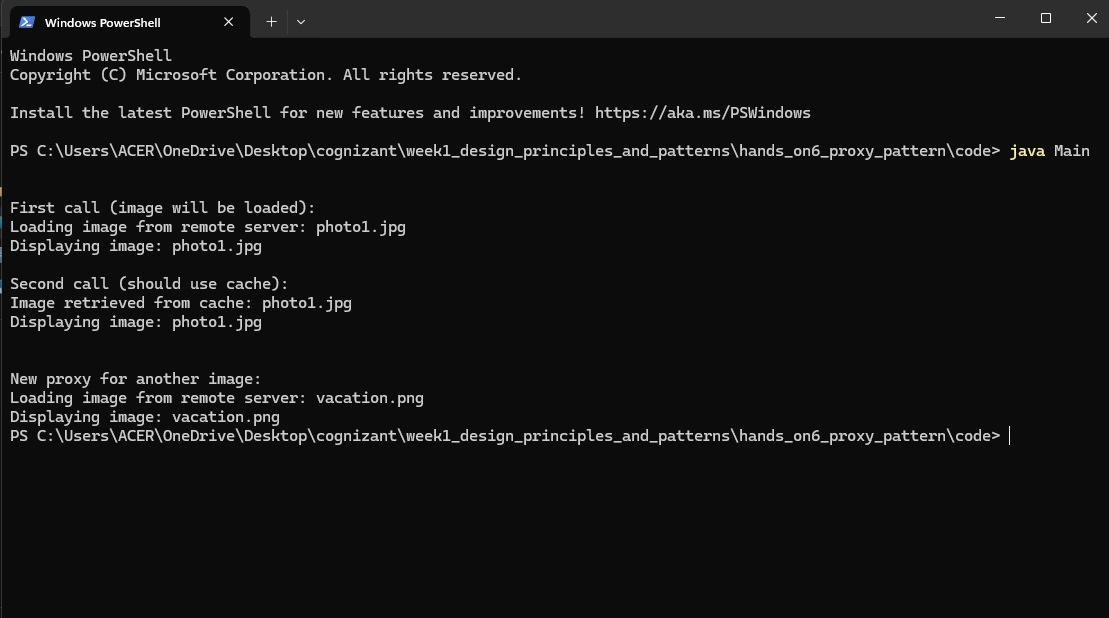 Windows PowerShell
Windows PowerShell
Copyright (C) Microsoft Corporation. All rights reserved.
Install the latest PowerShell for new features and improvements! https://aka.ms/PSWindows
PS C:\Users\ACER\OneDrive\Desktop\cognizant\week1_design_principles_and_patterns\hands_on6_proxy_pattern\code> java Main
First call (image will be loaded):
Loading image from remote server: photo1.jpg
Displaying image: photo1.jpg
Second call (should use cache):
Image retrieved from cache: photo1.jpg
Displaying image: photo1.jpg
New proxy for another image:
Loading image from remote server: vacation.png
Displaying image: vacation.png
PS C:\Users\ACER\OneDrive\Desktop\cognizant\week1_design_principles_and_patterns\hands_on6_proxy_pattern\code>